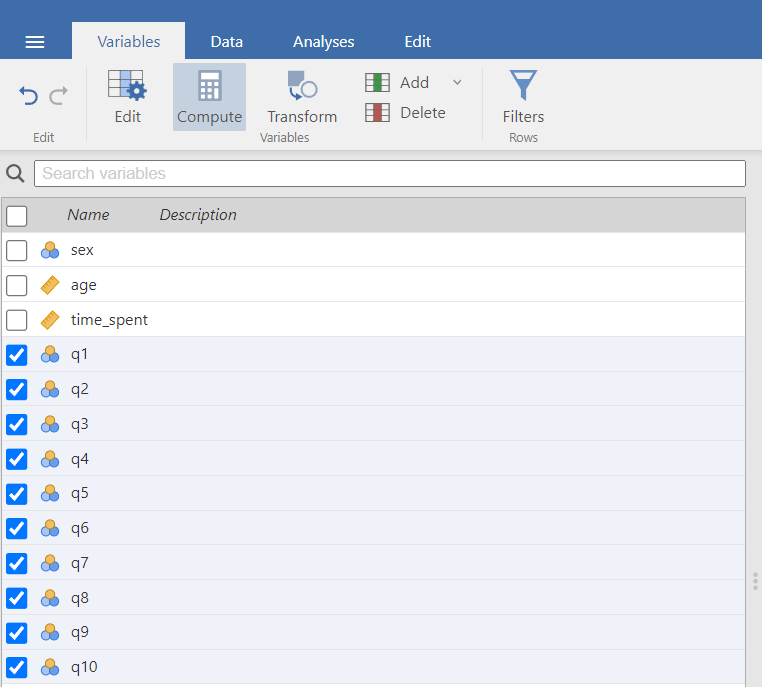 Variables Data Analyses Edit
Edit Compute Transform Add Delete Filters
Edit Variables Rows
Search variables
Name Description
sex
age
time_spent
q1
q2
q3
q4
q5
q6
q7
q8
q9
q10